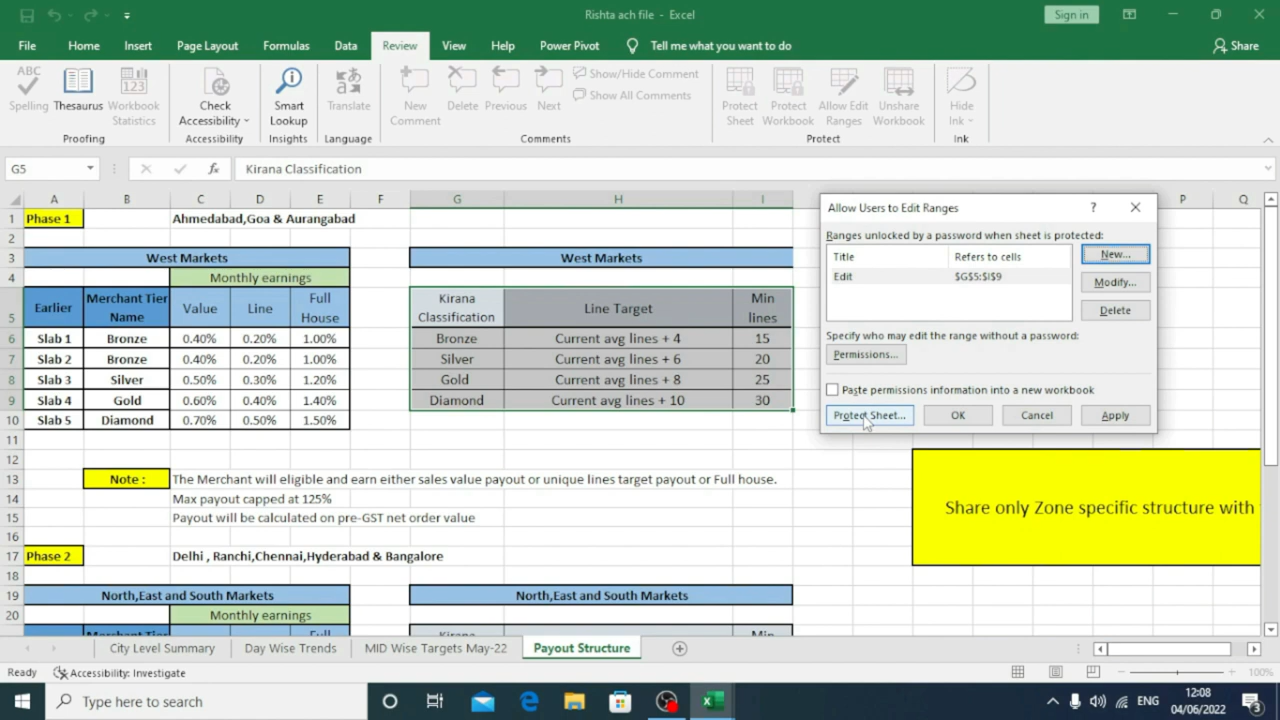 Rishta ach file - Excel
Sign in
File Home Insert Page Layout Formulas Data Review View Help Power Pivot Tell me what you want to do Share
ABC
Spelling
Thesaurus
Workbook
Statistics
Check
Accessibility
Smart
Lookup
Translate
New
Comment
Delete
Previous
Next
Show/Hide Comment
Show All Comments
Protect
Sheet
Protect
Workbook
Allow Edit
Ranges
Unshare
Workbook
Hide
Ink
Proofing Accessibility Insights Language Comments Protect Ink
G5 fx Kirana Classification
A B C D E F G H I P Q
1 Phase 1 Ahmedabad,Goa & Aurangabad
2
3 West Markets West Markets
4 Monthly earnings
5 Earlier Merchant Tier Name Value Line Full House Kirana Classification Line Target Min lines
6 Slab 1 Bronze 0.40% 0.20% 1.00% Bronze Current avg lines + 4 15
7 Slab 2 Bronze 0.40% 0.20% 1.00% Silver Current avg lines + 6 20
8 Slab 3 Silver 0.50% 0.30% 1.20% Gold Current avg lines + 8 25
9 Slab 4 Gold 0.60% 0.40% 1.40% Diamond Current avg lines + 10 30
10 Slab 5 Diamond 0.70% 0.50% 1.50%
11
12
13 Note : The Merchant will eligible and earn either sales value payout or unique lines target payout or Full house.
14 Max payout capped at 125%
15 Payout will be calculated on pre-GST net order value
16
17 Phase 2 Delhi , Ranchi,Chennai,Hyderabad & Bangalore
18
19 North,East and South Markets North,East and South Markets
20 Monthly earnings
Merchant Tier Full Kirana Min
Share only Zone specific structure with
Allow Users to Edit Ranges ?
Ranges unlocked by a password when sheet is protected:
Title Refers to cells
Edit $G$5:$I$9
New...
Modify...
Delete
Specify who may edit the range without a password:
Permissions...
Paste permissions information into a new workbook
Protect Sheet... OK Cancel Apply
City Level Summary Day Wise Trends MID Wise Targets May-22 Payout Structure
Ready Accessibility: Investigate 100%
Type here to search
ENG
12:08
04/06/2022
3